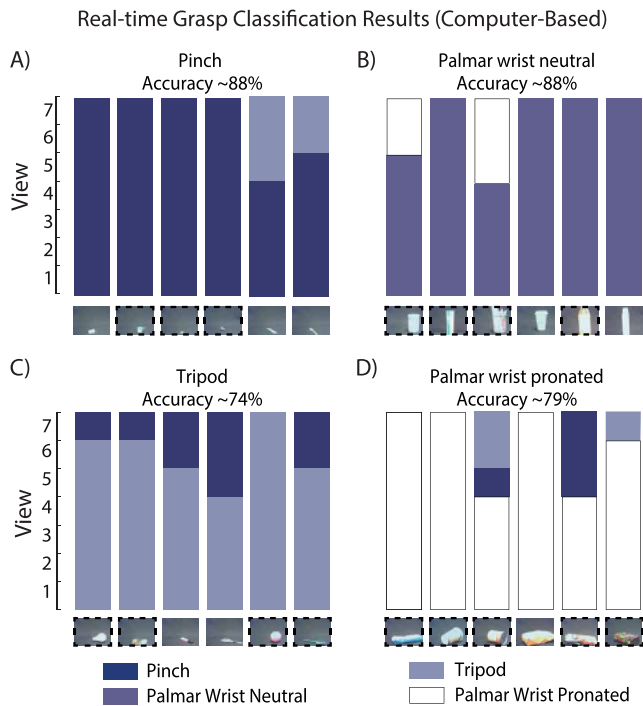 Real-time Grasp Classification Results (Computer-Based)
A)
Pinch
Accuracy ~88%
B)
Palmar wrist neutral
Accuracy ~88%
View
7
6
5
4
3
2
1
C)
Tripod
Accuracy ~74%
D)
Palmar wrist pronated
Accuracy ~79%
View
7
6
5
4
3
2
1
Pinch
Palmar Wrist Neutral
Tripod
Palmar Wrist Pronated